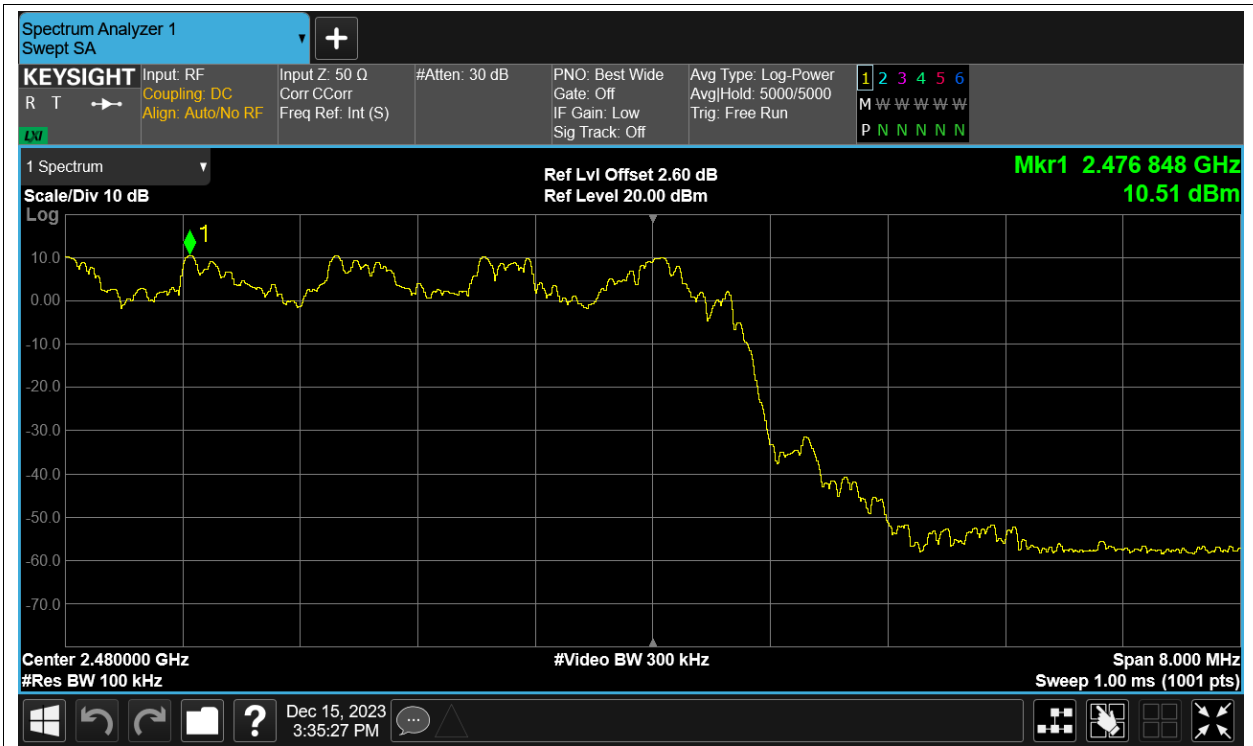 Spectrum Analyzer 1
Swept SA
KEYSIGHT
R T
LXI
Input: RF
Coupling: DC
Align: Auto/No RF
Input Z: 50 Ω
Corr CCorr
Freq Ref: Int (S)
#Atten: 30 dB
PNO: Best Wide
Gate: Off
IF Gain: Low
Sig Track: Off
Avg Type: Log-Power
Avg|Hold: 5000/5000
Trig: Free Run
1 2 3 4 5 6
M W W W W W
P N N N N N
1 Spectrum
Scale/Div 10 dB
Ref Lvl Offset 2.60 dB
Ref Level 20.00 dBm
Mkr1 2.476 848 GHz
10.51 dBm
Log
1
10.0
0.00
-10.0
-20.0
-30.0
-40.0
-50.0
-60.0
-70.0
Center 2.480000 GHz
#Res BW 100 kHz
#Video BW 300 kHz
Span 8.000 MHz
Sweep 1.00 ms (1001 pts)
?
Dec 15, 2023
3:35:27 PM